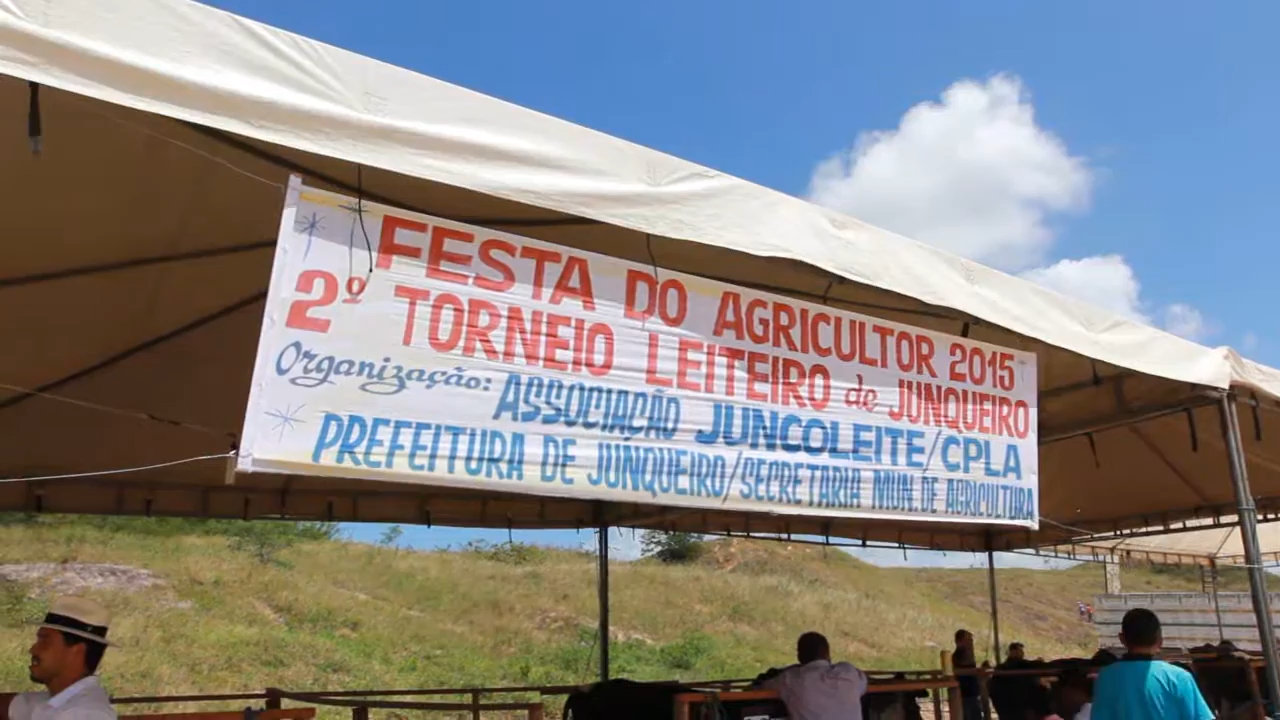 FESTA DO AGRICULTOR 2015
2º TORNEIO LEITEIRO de JUNQUEIRO
Organização: ASSOCIAÇÃO JUNCOLEITE/CPLA
PREFEITURA DE JUNQUEIRO/SECRETARIA MUN. DE AGRICULTURA